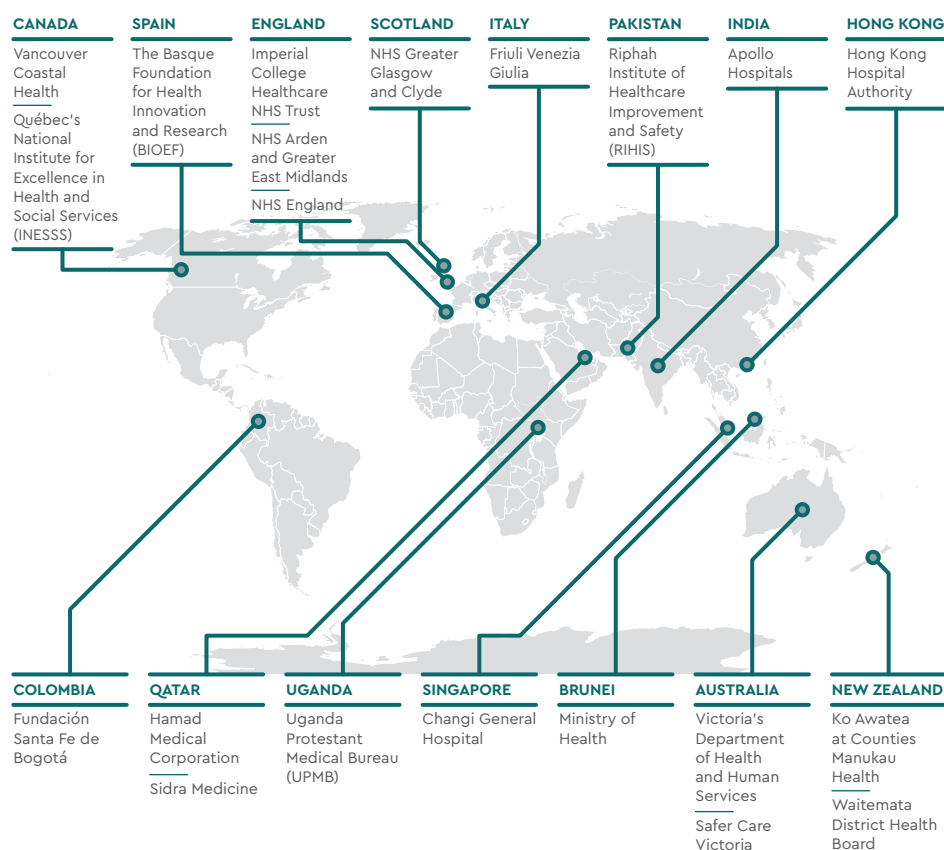 CANADA
Vancouver
Coastal
Health
Québec's
National
Institute for
Excellence in
Health and
Social Services
(INESSS)
SPAIN
The Basque
Foundation
for Health
Innovation
and Research
(BIOEF)
ENGLAND
Imperial
College
Healthcare
NHS Trust
NHS Arden
and Greater
East Midlands
NHS England
SCOTLAND
NHS Greater
Glasgow
and Clyde
ITALY
Friuli Venezia
Giulia
PAKISTAN
Riphah
Institute of
Healthcare
Improvement
and Safety
(RIHIS)
INDIA
Apollo
Hospitals
HONG KONG
Hong Kong
Hospital
Authority
COLOMBIA
Fundación
Santa Fe de
Bogotá
QATAR
Hamad
Medical
Corporation
Sidra Medicine
UGANDA
Uganda
Protestant
Medical Bureau
(UPMB)
SINGAPORE
Changi General
Hospital
BRUNEI
Ministry of
Health
AUSTRALIA
Victoria's
Department
of Health
and Human
Services
Safer Care
Victoria
NEW ZEALAND
Ko Awatea
at Counties
Manukau
Health
Waitemata
District Health
Board